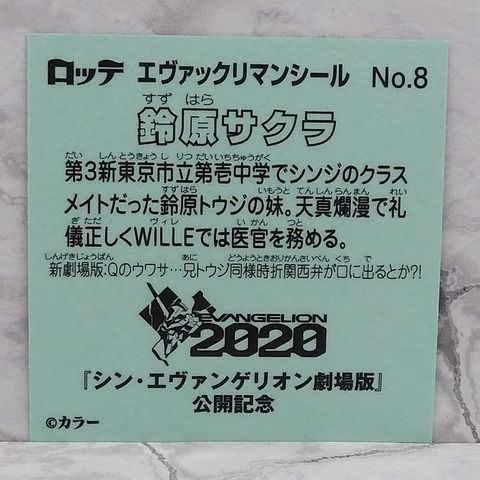 ロッテ エヴァックリマンシール No.8
すず はら
鈴原サクラ
だい しんとうきょうし りつだいいちちゅうがく
第3新東京市立第壱中学でシンジのクラス
すずはら いもうと てんしんらんまん れい
メイトだった鈴原トウジの妹。天真爛漫で礼
ぎただ ヴィレ いかん つと
儀正しくWILLEでは医官を務める。
しんげきじょうばん あに どうようときおりかんさいべん くち で
新劇場版:Qのウワサ…兄トウジ同様時折関西弁が口に出るとか?!
EVANGELION
2020
『シン・エヴァンゲリオン劇場版』
公開記念
©カラー